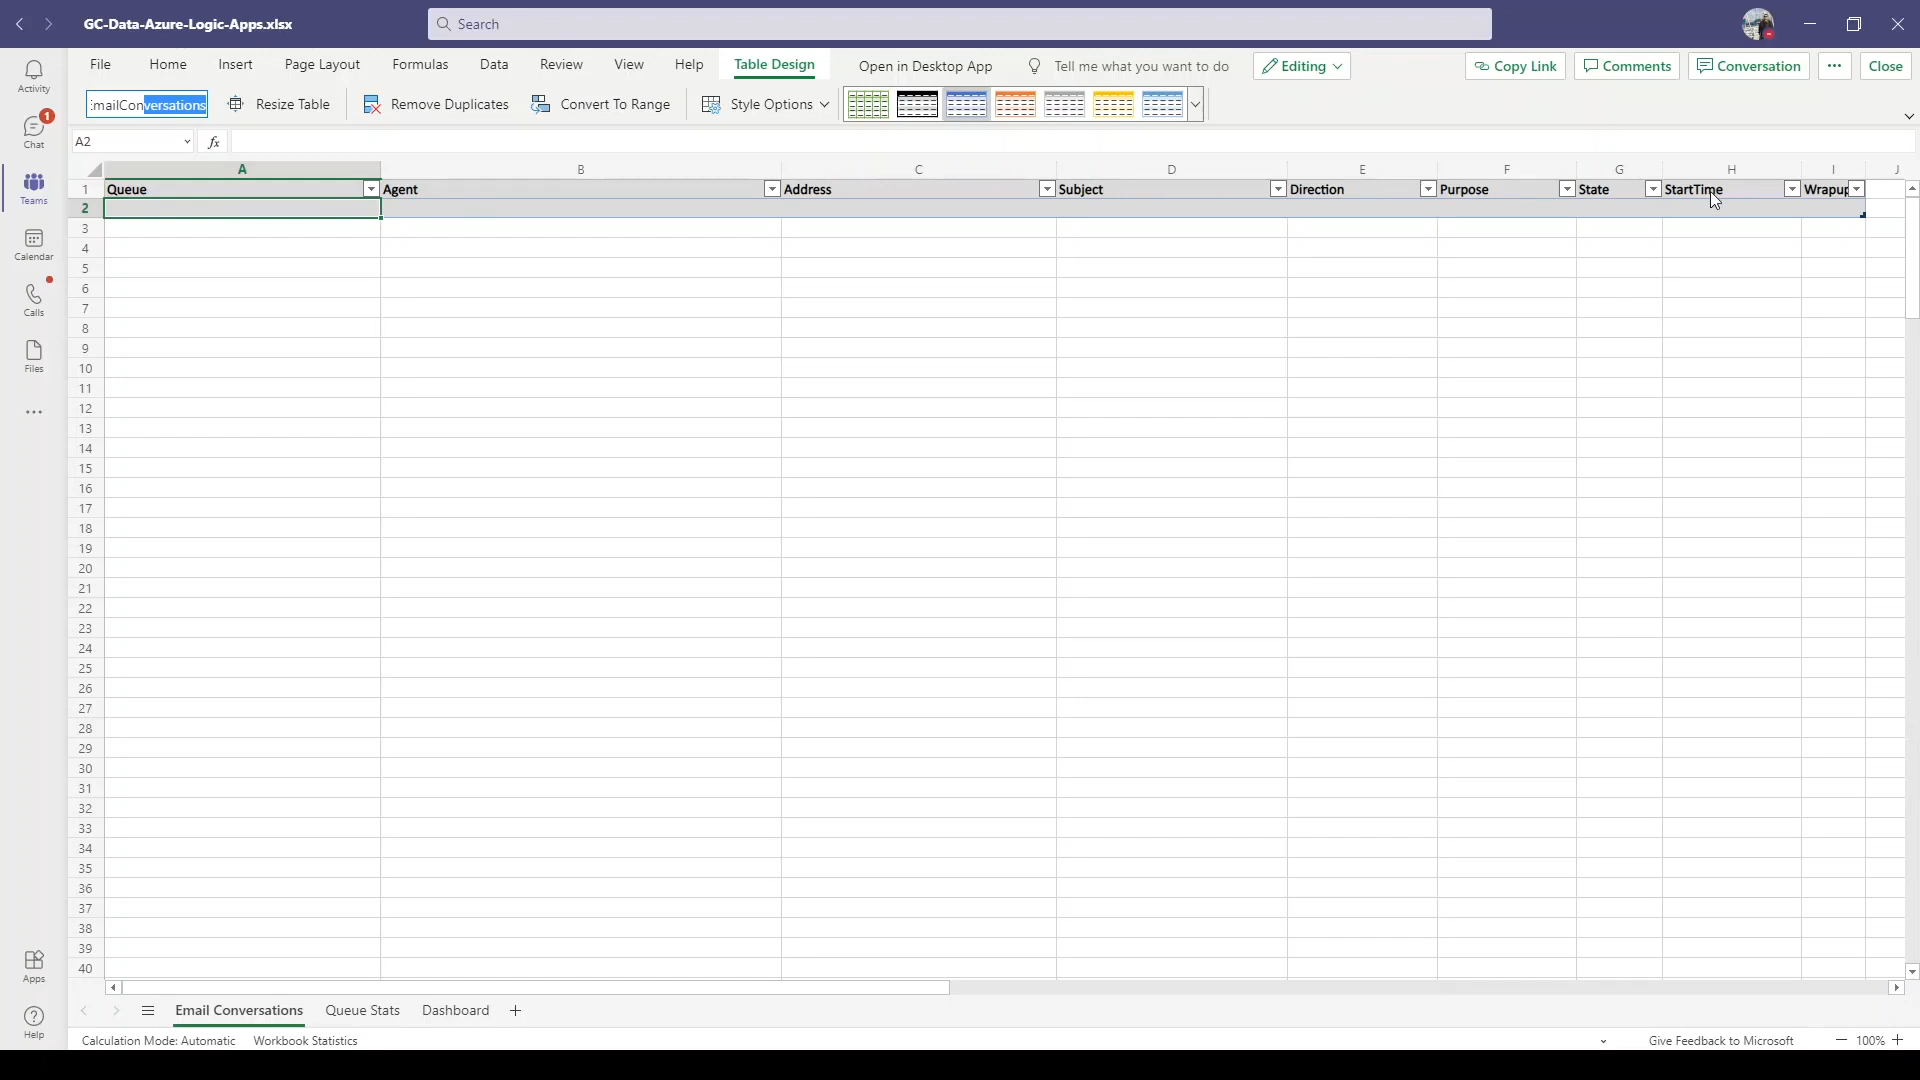 GC-Data-Azure-Logic-Apps.xlsx
Search
Activity
1
Chat
Teams
Calendar
Calls
Files
Apps
Help
File Home Insert Page Layout Formulas Data Review View Help Table Design Open in Desktop App Tell me what you want to do Editing Copy Link Comments Conversation Close
EmailConversations Resize Table Remove Duplicates Convert To Range Style Options
A2 fx
A B C D E F G H I J
1 Queue Agent Address Subject Direction Purpose State StartTime Wrapup
2
3
4
5
6
7
8
9
10
11
12
13
14
15
16
17
18
19
20
21
22
23
24
25
26
27
28
29
30
31
32
33
34
35
36
37
38
39
40
Email Conversations Queue Stats Dashboard
Calculation Mode: Automatic Workbook Statistics Give Feedback to Microsoft 100%